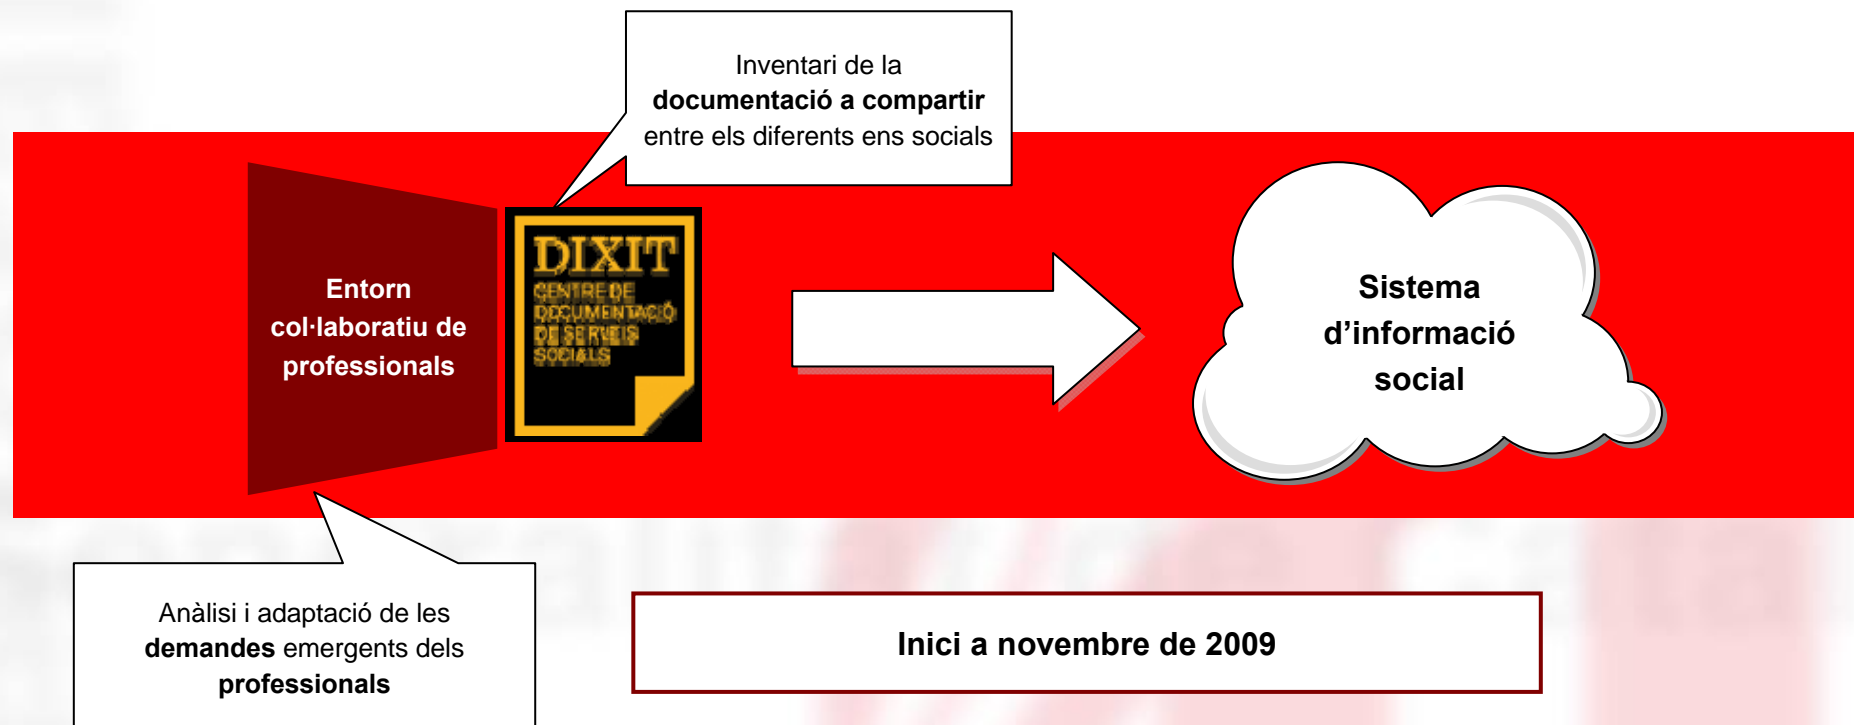 Inventari de la
documentació a compartir
entre els diferents ens socials
Entorn
col·laboratiu de
professionals
DIXIT
CENTRE DE
DOCUMENTACIÓ
DE SERVEIS
SOCIALS
Sistema
d’informació
social
Anàlisi i adaptació de les
demandes emergents dels
professionals
Inici a novembre de 2009